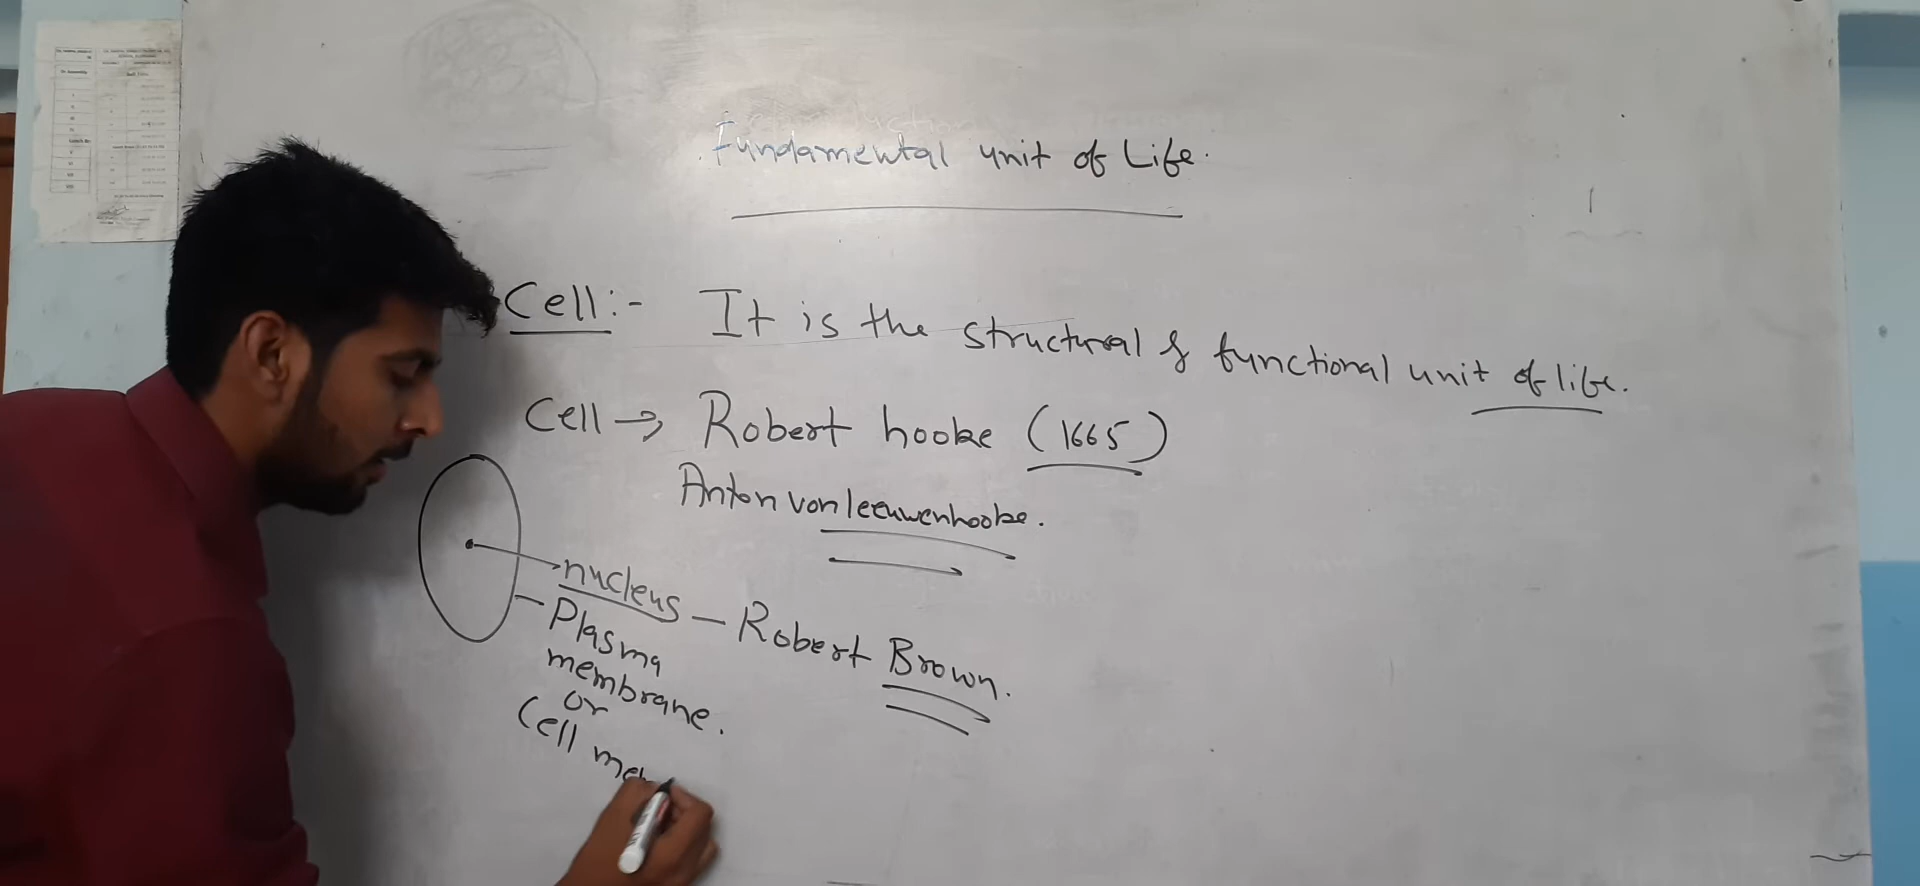 Fundamental unit of Life.
Cell:- It is the structural & functional unit of life.
Cell → Robert hooke (1665)
Anton von leeuwenhooke.
nucleus - Robert Brown.
Plasma
membrane.
or
Cell me